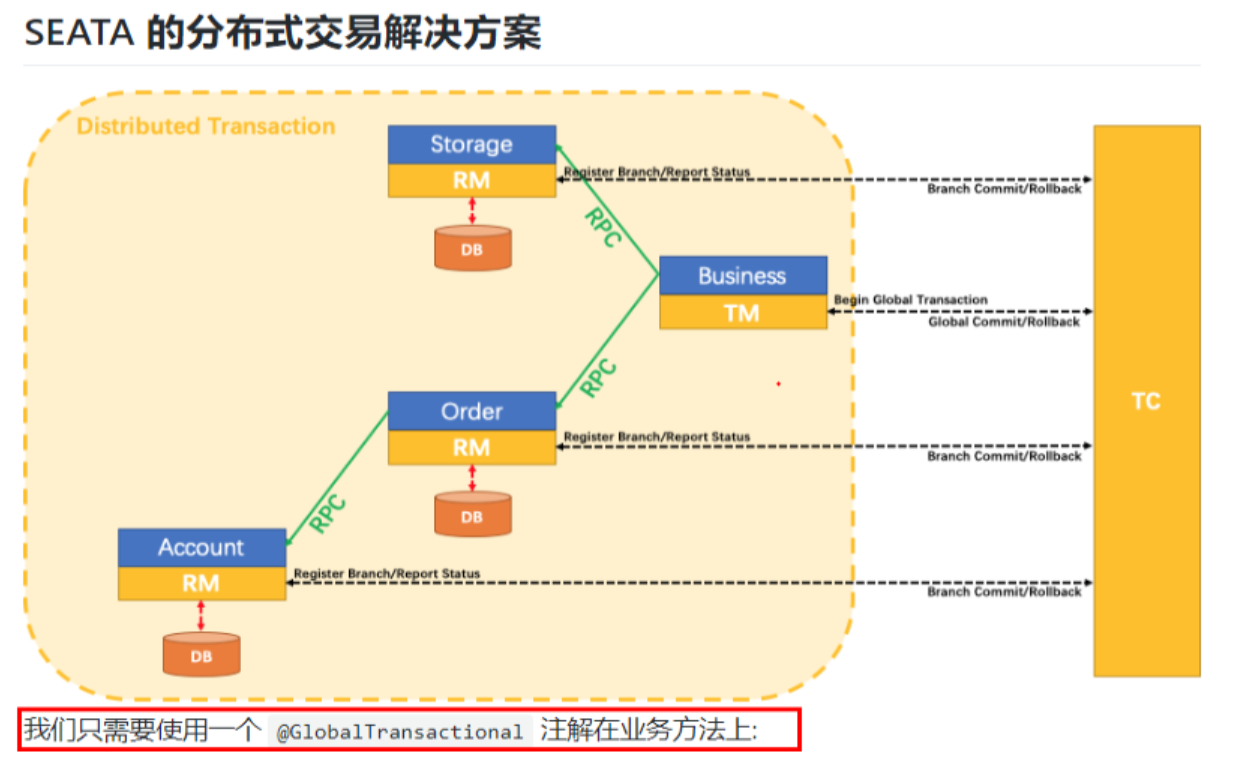 SEATA 的分布式交易解决方案
Distributed Transaction
Storage
RM
Register Branch/Report Status
Branch Commit/Rollback
RPC
DB
Business
TM
Begin Global Transaction
Global Commit/Rollback
TC
RPC
Order
RM
Register Branch/Report Status
Branch Commit/Rollback
RPC
DB
Account
RM
Register Branch/Report Status
Branch Commit/Rollback
DB
我们只需要使用一个 @GlobalTransactional 注解在业务方法上: